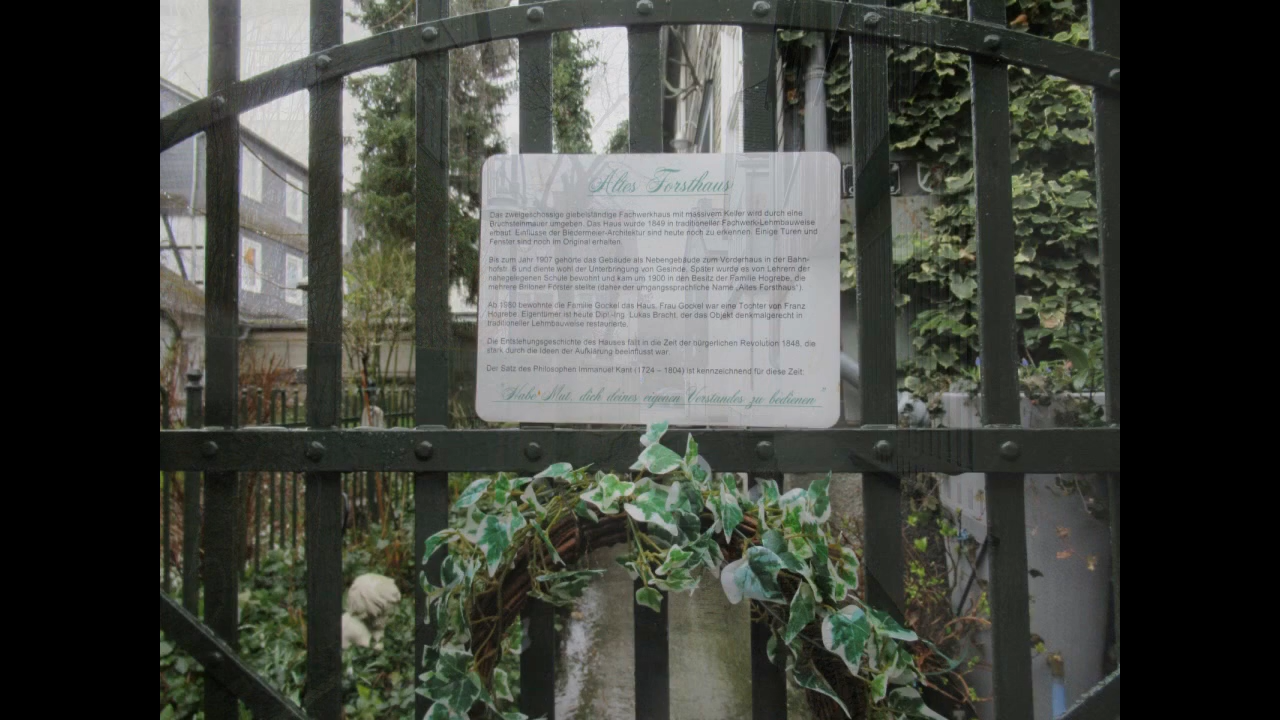 Altes Forsthaus
Das zweigeschossige giebelständige Fachwerkhaus mit massivem Keller wird durch eine
Bruchsteinmauer umgeben. Das Haus wurde 1849 in traditioneller Fachwerk-Lehmbauweise
erbaut. Einflüsse der Biedermeier-Architektur sind heute noch zu erkennen. Einige Türen und
Fenster sind noch im Original erhalten.
Bis zum Jahr 1907 gehörte das Gebäude als Nebengebäude zum Vorderhaus in der Bahn-
hofstr. 6 und diente wohl der Unterbringung von Gesinde. Später wurde es von Lehrern der
nahegelegenen Schule bewohnt und kam um 1900 in den Besitz der Familie Hogrebe, die
mehrere Briloner Förster stellte (daher der umgangssprachliche Name „Altes Forsthaus").
Ab 1950 bewohnte die Familie Gockel das Haus. Frau Gockel war eine Tochter von Franz
Hogrebe. Eigentümer ist heute Dipl.-Ing. Lukas Bracht, der das Objekt denkmalgerecht in
traditioneller Lehmbauweise restaurierte.
Die Entstehungsgeschichte des Hauses fällt in die Zeit der bürgerlichen Revolution 1848, die
stark durch die Ideen der Aufklärung beeinflusst war.
Der Satz des Philosophen Immanuel Kant (1724 – 1804) ist kennzeichnend für diese Zeit:
"Habe Mut, dich deines eigenen Verstandes zu bedienen"